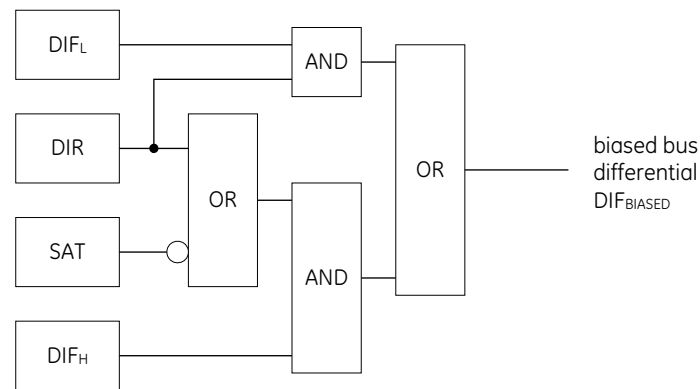 DIFL
AND
DIR
OR
OR
biased bus
differential
DIFBIASED
SAT
AND
DIFH